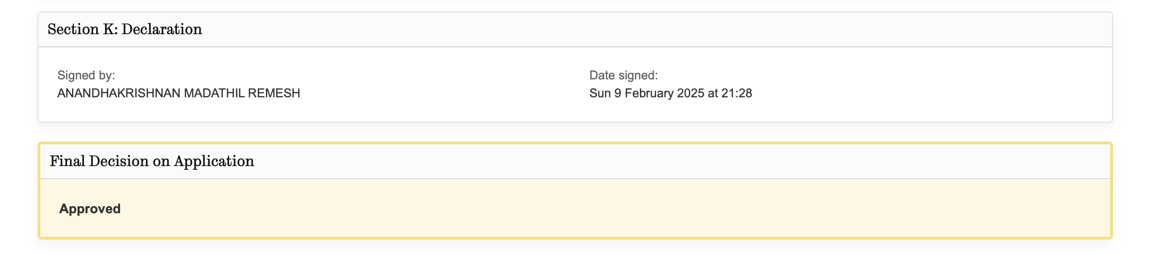 Section K: Declaration
Signed by:
ANANDHAKRISHNAN MADATHIL REMESH
Date signed:
Sun 9 February 2025 at 21:28
Final Decision on Application
Approved